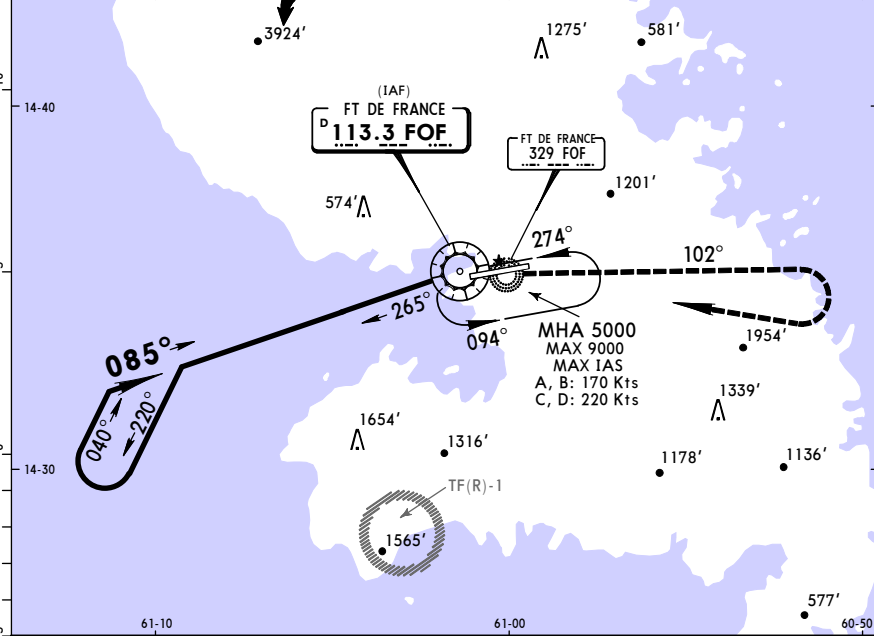 3924’
1275’
581’
14-40
(IAF)
FT DE FRANCE
D 113.3 FOF
FT DE FRANCE
329 FOF
1201’
574’
274°
102°
265°
094°
MHA 5000
MAX 9000
MAX IAS
A, B: 170 Kts
C, D: 220 Kts
1954’
085°
040°
220°
1339’
1654’
1316’
14-30
1178’
1136’
TF(R)-1
1565’
577’
61-10
61-00
60-50